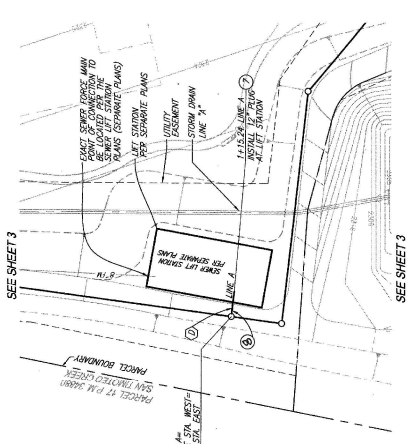 SEE SHEET 3
EXACT SEWER FORCE MAIN
POINT OF CONNECTION TO
BE LOCATED PER THE
SEWER LIFT STATION
PLANS (SEPARATE PLANS)
LIFT STATION
PER SEPARATE PLANS
UTILITY
EASEMENT
STORM DRAIN
LINE "A"
1+15.24 LINE A 7
INSTALL 12" PLUG
AT LIFT STATION
8"FM
SEWER LIFT STATION
PER SEPARATE PLANS
LINE A
D
PARCEL 17 P.M. 34880
SAN TIMOTEO CREEK
PARCEL BOUNDARY
A=
STA. WEST=
STA. EAST
SEE SHEET 3